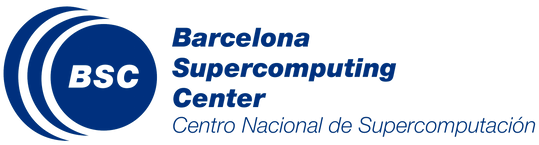 BSC
Barcelona
Supercomputing
Center
Centro Nacional de Supercomputación